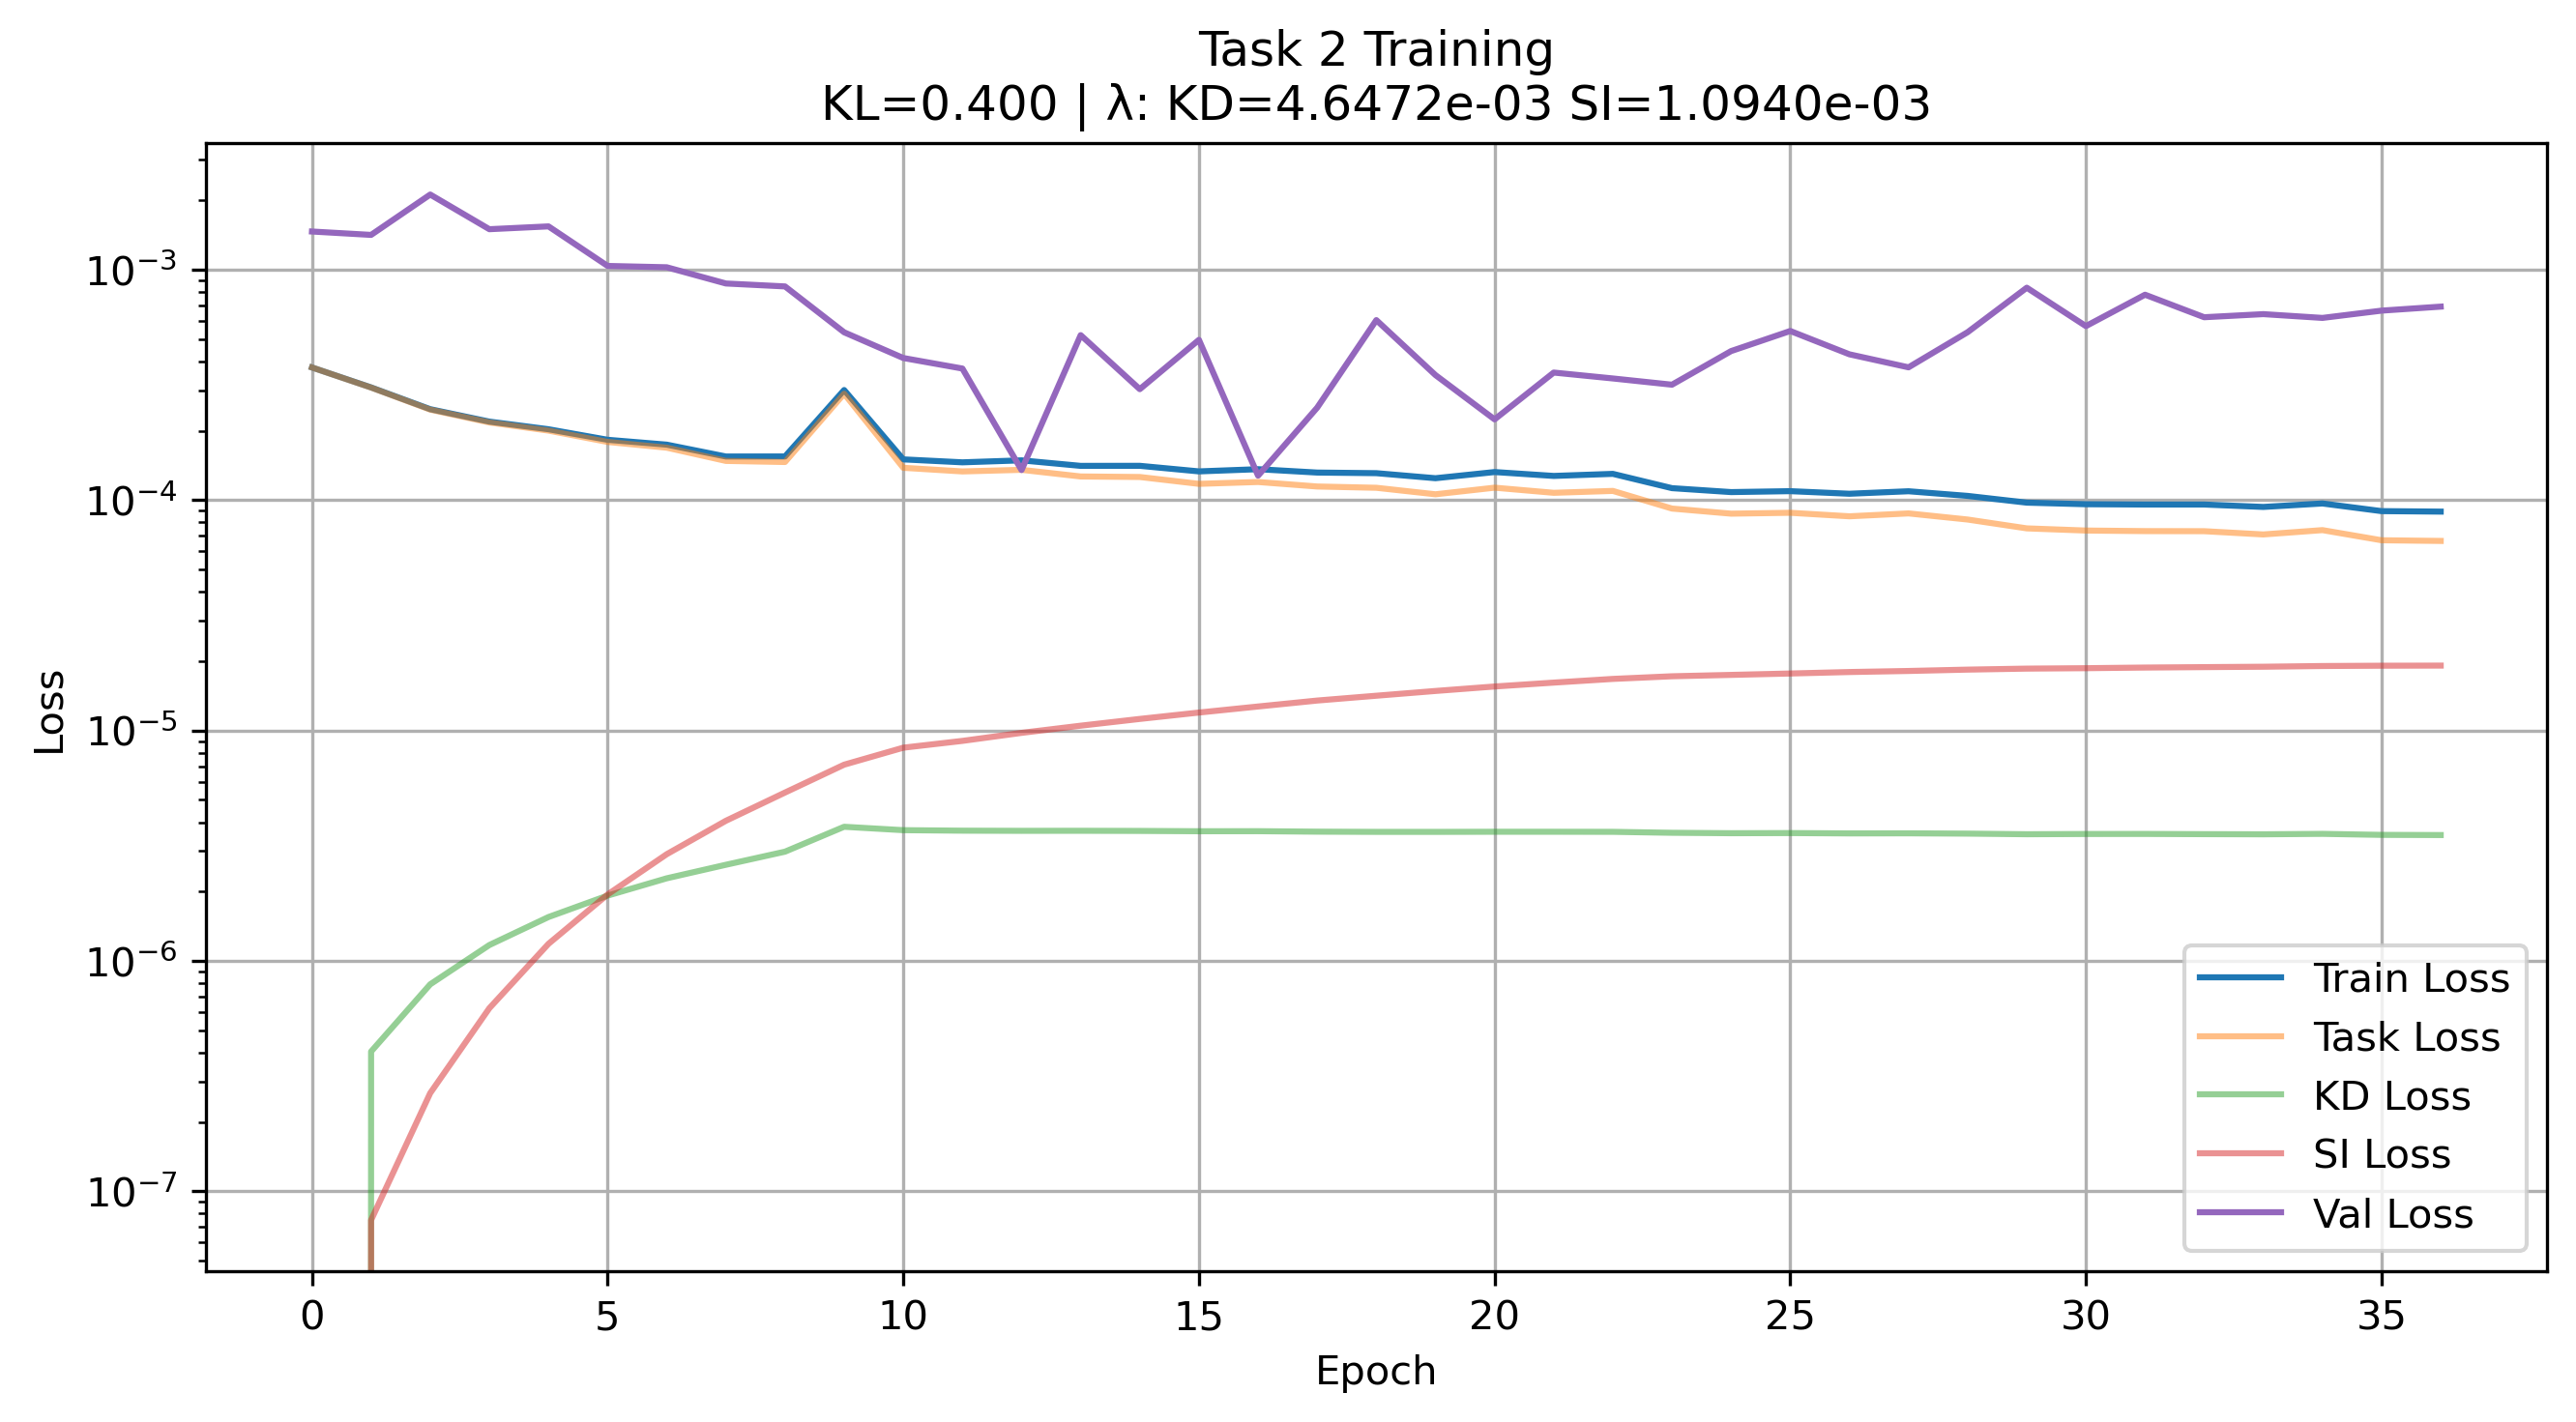 Task 2 Training
KL=0.400 | λ: KD=4.6472e-03 SI=1.0940e-03
Loss
10⁻³
10⁻⁴
10⁻⁵
10⁻⁶
10⁻⁷
Train Loss
Task Loss
KD Loss
SI Loss
Val Loss
0 5 10 15 20 25 30 35
Epoch